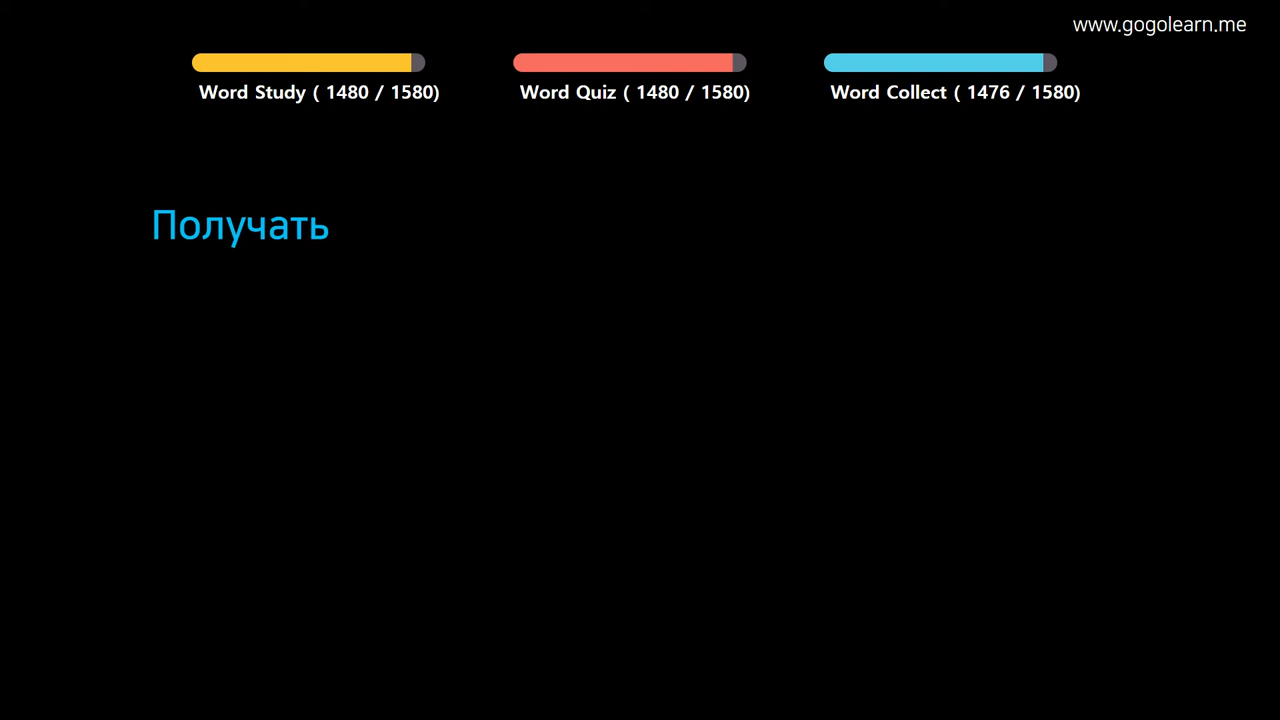 www.gogolearn.me
Word Study ( 1480 / 1580)
Word Quiz ( 1480 / 1580)
Word Collect ( 1476 / 1580)
Получать